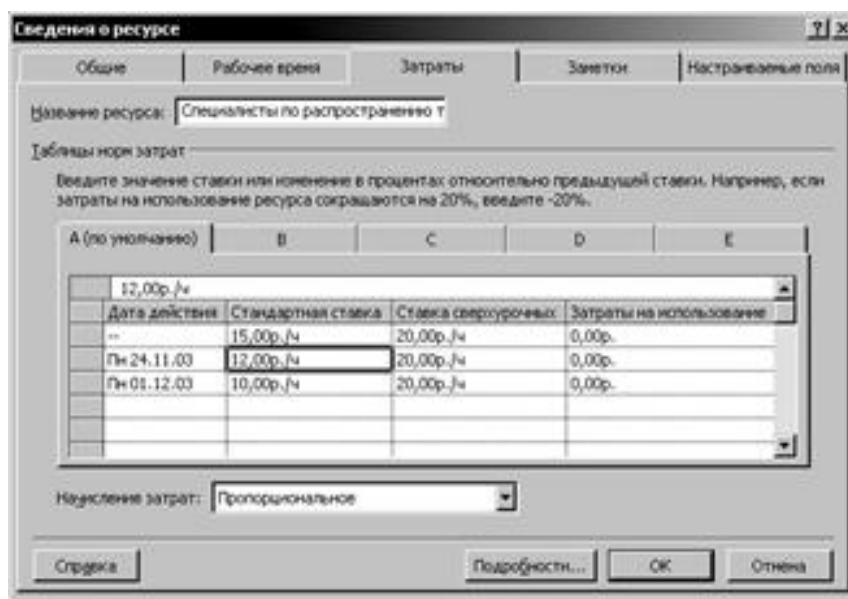 Сведения о ресурсе
Общие Рабочее время Затраты Заметки Настраиваемые поля
Название ресурса: Специалисты по распространению т
Таблицы норм затрат
Введите значение ставки или изменение в процентах относительно предыдущей ставки. Например, если
затраты на использование ресурса сокращаются на 20%, введите -20%.
A (по умолчанию) B C D E
12,00р./ч
Дата действия Стандартная ставка Ставка сверхурочных Затраты на использование
-- 15,00р./ч 20,00р./ч 0,00р.
Пн 24.11.03 12,00р./ч 20,00р./ч 0,00р.
Пн 01.12.03 10,00р./ч 20,00р./ч 0,00р.
Начисление затрат: Пропорциональное
Справка Подробности... ОК Отмена